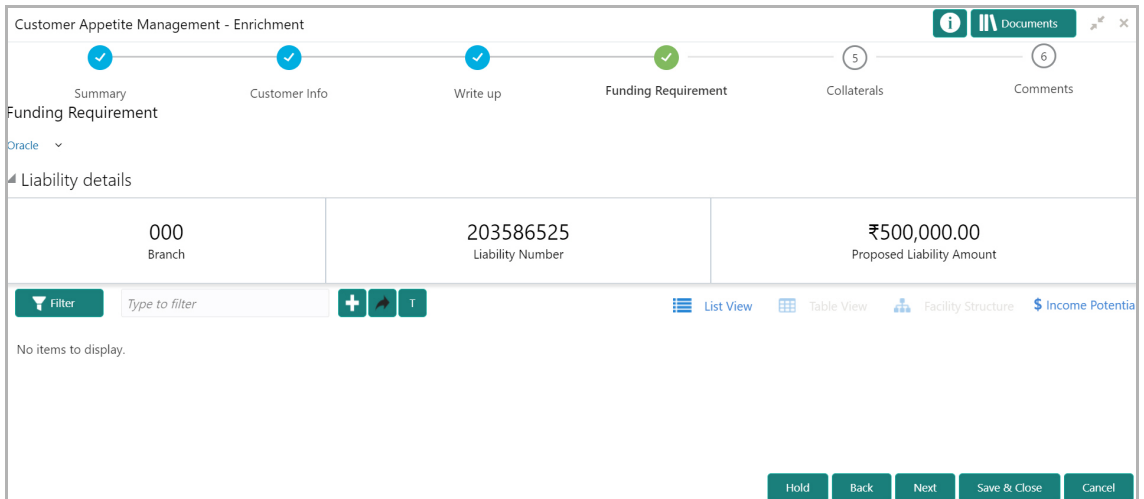 Customer Appetite Management - Enrichment
i Documents
5 6
Summary Customer Info Write up Funding Requirement Collaterals Comments
Funding Requirement
Oracle
Liability details
000 203586525 ₹500,000.00
Branch Liability Number Proposed Liability Amount
Filter Type to filter T List View Table View Facility Structure $ Income Potentia
No items to display.
Hold Back Next Save & Close Cancel